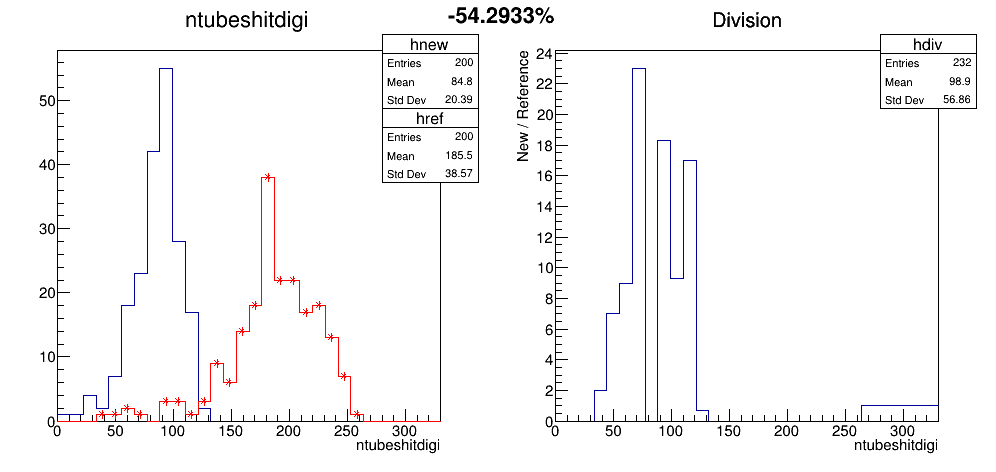 ntubeshitdigi
-54.2933%
Division
hnew
Entries 200
Mean 84.8
Std Dev 20.39
href
Entries 200
Mean 185.5
Std Dev 38.57
50
40
30
20
10
0
0 50 100 150 200 250 300
ntubeshitdigi
hdiv
Entries 232
Mean 98.9
Std Dev 56.86
New / Reference
24
22
20
18
16
14
12
10
8
6
4
2
0
0 50 100 150 200 250 300
ntubeshitdigi